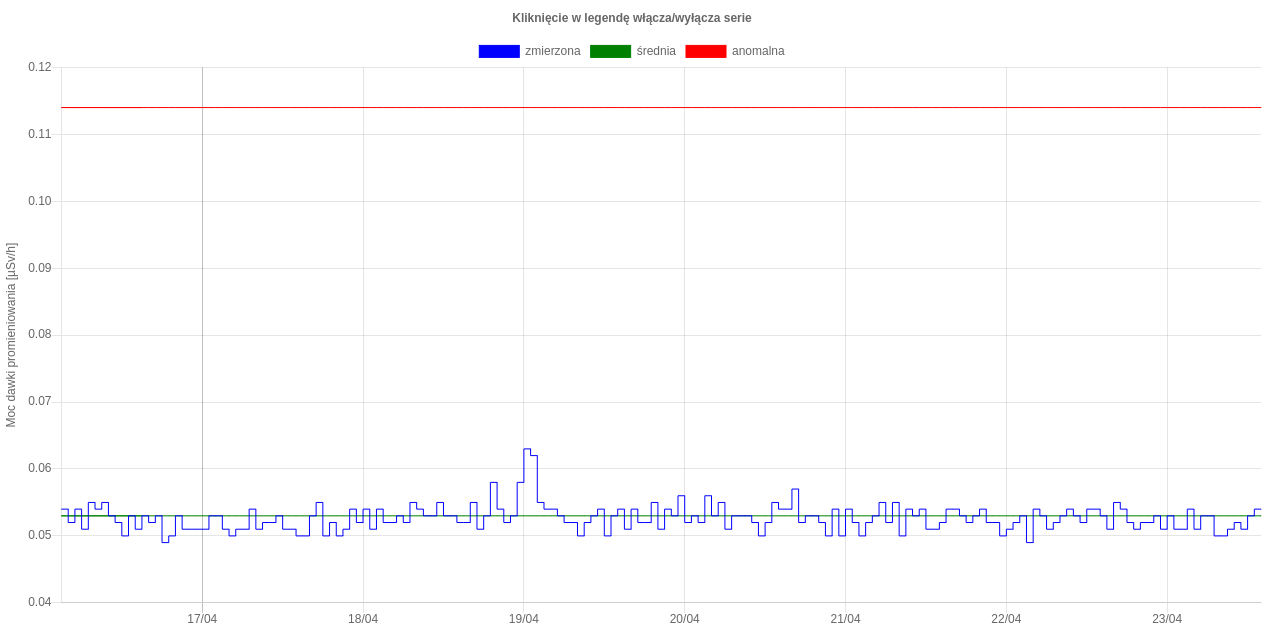 Kliknięcie w legendę włącza/wyłącza serie
zmierzona średnia anomalna
Moc dawki promieniowania [µSv/h]
0.12
0.11
0.10
0.09
0.08
0.07
0.06
0.05
0.04
17/04 18/04 19/04 20/04 21/04 22/04 23/04